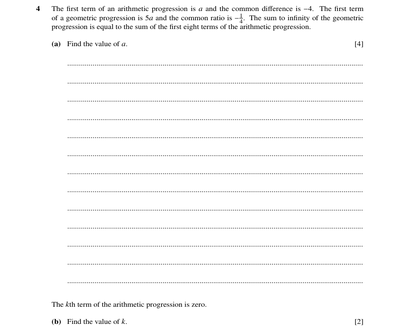 4 The first term of an arithmetic progression is a and the common difference is −4. The first term
of a geometric progression is 5a and the common ratio is −1/4. The sum to infinity of the geometric
progression is equal to the sum of the first eight terms of the arithmetic progression.
(a) Find the value of a. [4]
The kth term of the arithmetic progression is zero.
(b) Find the value of k. [2]